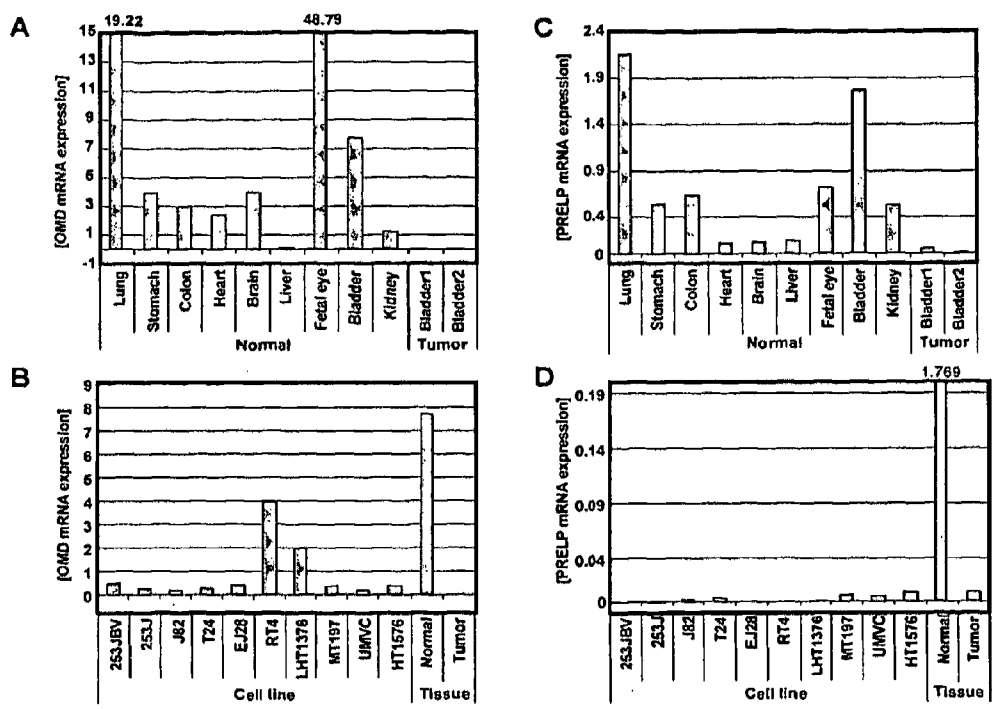 A
19.22
48.79
[OMD mRNA expression]
15
13
11
9
7
5
3
1
-1
Lung
Stomach
Colon
Heart
Brain
Liver
Fetal eye
Bladder
Kidney
Bladder1
Bladder2
Normal
Tumor
B
[OMD mRNA expression]
9
8
7
6
5
4
3
2
1
0
253JBV
253J
J82
T24
EJ28
RT4
LHT1376
MT197
UMVC
HT1576
Normal
Tumor
Cell line
Tissue
C
[PRELP mRNA expression]
2.4
1.9
1.4
0.9
0.4
0
Lung
Stomach
Colon
Heart
Brain
Liver
Fetal eye
Bladder
Kidney
Bladder1
Bladder2
Normal
Tumor
D
1.769
[PRELP mRNA expression]
0.19
0.14
0.09
0.04
0
253JBV
253J
J82
T24
EJ28
RT4
LHT1376
MT197
UMVC
HT1576
Normal
Tumor
Cell line
Tissue